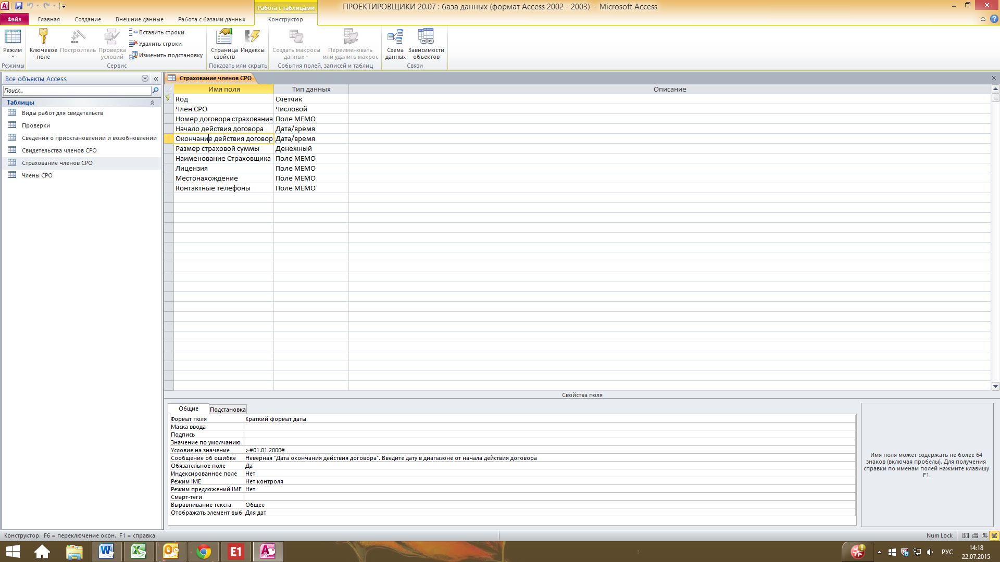 ПРОЕКТИРОВЩИКИ 20.07 : база данных (формат Access 2002 - 2003) - Microsoft Access
Работа с таблицами
Файл
Главная
Создание
Внешние данные
Работа с базами данных
Конструктор
Режим
Ключевое поле
Построитель
Проверка условий
Вставить строки
Удалить строки
Изменить подстановку
Страница свойств
Индексы
Создать макросы данных
Переименовать или удалить макрос
Схема данных
Зависимости объектов
Режимы
Сервис
Показать или скрыть
События полей, записей и таблиц
Связи
Все объекты Access
Поиск...
Таблицы
Виды работ для свидетельств
Проверки
Сведения о приостановлении и возобновлении
Свидетельства членов СРО
Страхование членов СРО
Члены СРО
Страхование членов СРО
Имя поля Тип данных Описание
Код Счетчик
Член СРО Числовой
Номер договора страхования Поле МЕМО
Начало действия договора Дата/время
Окончание действия договор Дата/время
Размер страховой суммы Денежный
Наименование Страховщика Поле МЕМО
Лицензия Поле МЕМО
Местонахождение Поле МЕМО
Контактные телефоны Поле МЕМО
Свойства поля
Общие Подстановка
Формат поля Краткий формат даты
Маска ввода
Подпись
Значение по умолчанию
Условие на значение >#01.01.2000#
Сообщение об ошибке Неверная "Дата окончания действия договора". Введите дату в диапазоне от начала действия договора
Обязательное поле Да
Индексированное поле Нет
Режим IME Нет контроля
Режим предложений IME Нет
Смарт-теги
Выравнивание текста Общее
Отображать элемент выб Для дат
Имя поля может содержать не более 64
знаков (включая пробелы). Для получения
справки по именам полей нажмите клавишу
F1.
Конструктор. F6 = переключение окон. F1 = справка.
Num Lock
E1
РУС
14:18
22.07.2015